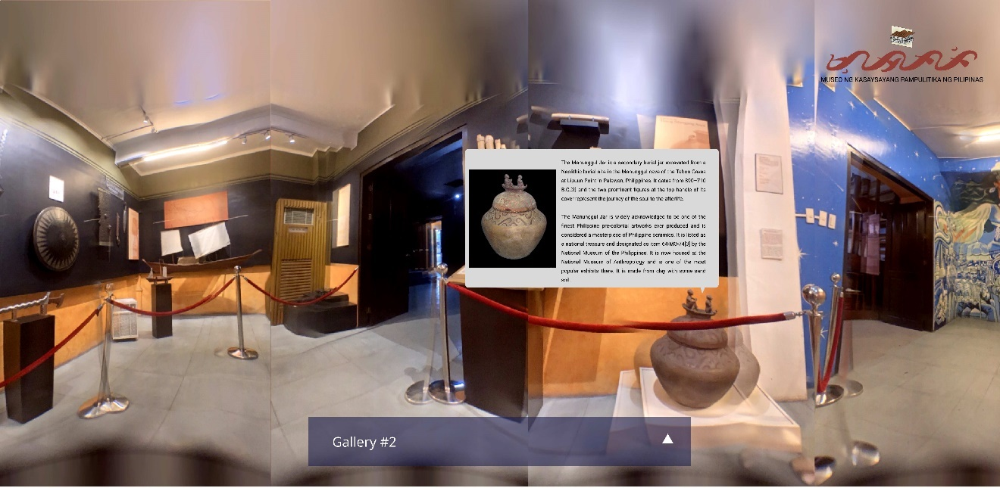 MUSEO NG KASAYSAYANG PAMPULITIKA NG PILIPINAS
The Manunggul Jar is a secondary burial jar excavated from a
Neolithic burial site in the Manunggul cave of the Tabon Caves
at Lipuun Point in Palawan, Philippines. It dates from 890–710
B.C.[2] and the two prominent figures at the top handle of its
cover represent the journey of the soul to the afterlife.
The Manunggul Jar is widely acknowledged to be one of the
finest Philippine pre-colonial artworks ever produced and is
considered a masterpiece of Philippine ceramics. It is listed as
a national treasure and designated as item 64-MO-74[3] by the
National Museum of the Philippines. It is now housed at the
National Museum of Anthropology and is one of the most
popular exhibits there. It is made from clay with some sand
soil.
Gallery #2